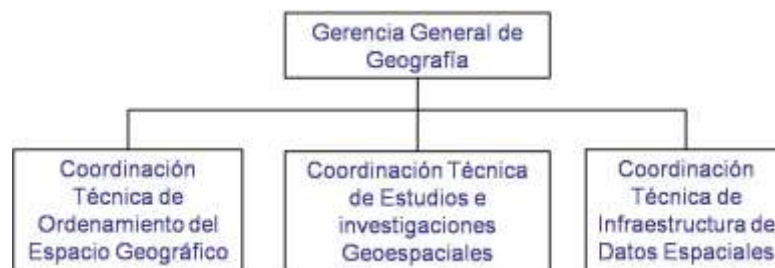 Gerencia General de
Geografía
Coordinación
Técnica de
Ordenamiento del
Espacio Geográfico
Coordinación Técnica
de Estudios e
investigaciones
Geoespaciales
Coordinación
Técnica de
Infraestructura de
Datos Espaciales